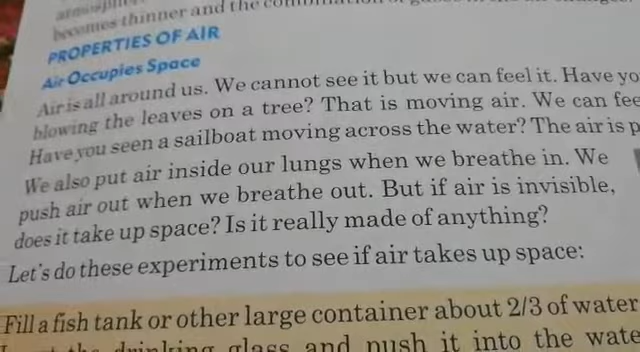 becomes thinner and the
PROPERTIES OF AIR
Air Occupies Space
Air is all around us. We cannot see it but we can feel it. Have yo
blowing the leaves on a tree? That is moving air. We can fee
Have you seen a sailboat moving across the water? The air is p
We also put air inside our lungs when we breathe in. We
push air out when we breathe out. But if air is invisible,
does it take up space? Is it really made of anything?
Let's do these experiments to see if air takes up space:
Fill a fish tank or other large container about 2/3 of water
the drinking glass and push it into the wate